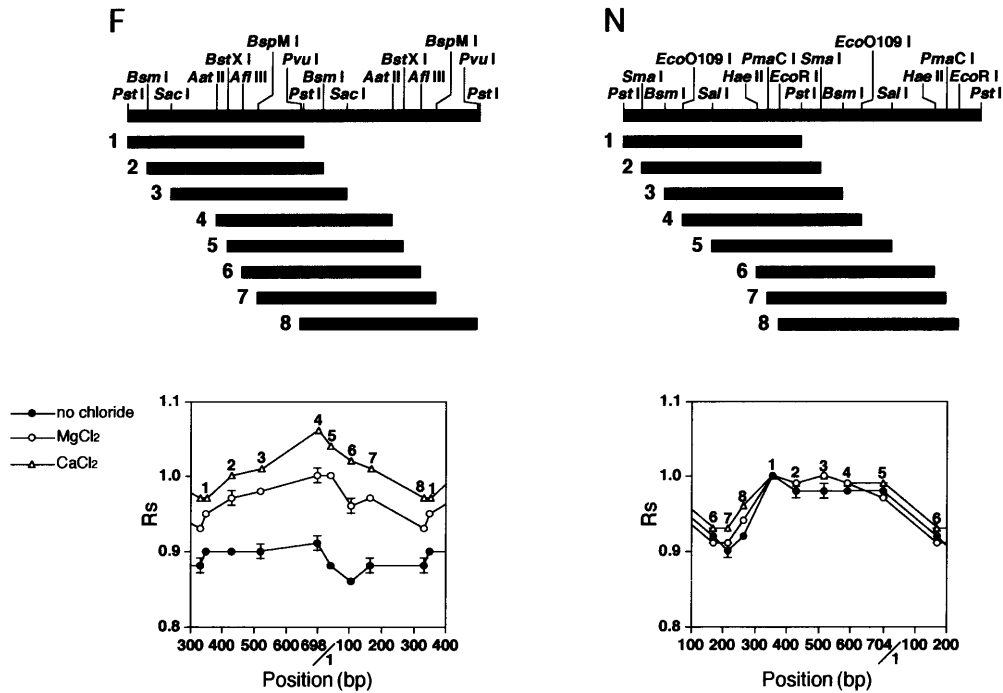 F
BspM I BspM I
BstX I Pvu I BstX I Pvu I
Bsm I Aat II Afl III Bsm I Aat II Afl III
Pst I Sac I Pst I Sac I Pst I
1
2
3
4
5
6
7
8
N
EcoO109 I
EcoO109 I PmaC I Sma I PmaC I
Sma I Hae II EcoR I Hae II EcoR I
Pst I Bsm I Sal I Pst I Bsm I Sal I Pst I
1
2
3
4
5
6
7
8
no chloride
MgCl2
CaCl2
1.1
1.0
0.9
0.8
Rs
1 2 3 4 5 6 7 8 1
300 400 500 600 698/1 100 200 300 400
Position (bp)
1.1
1.0
0.9
0.8
Rs
6 7 8 1 2 3 4 5 6
100 200 300 400 500 600 704/1 100 200
Position (bp)